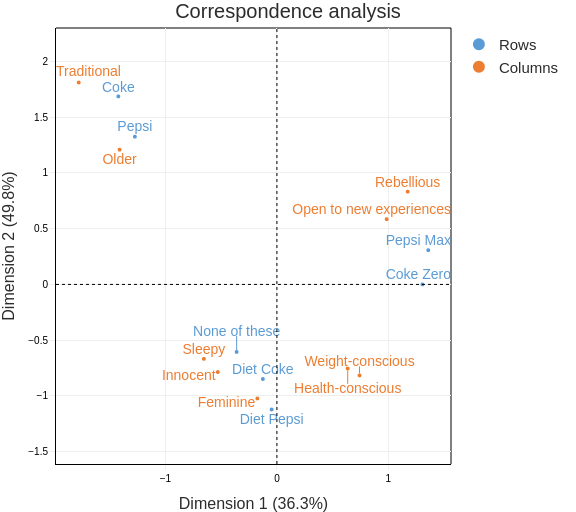 Correspondence analysis
Rows
Columns
Traditional
Coke
Pepsi
Older
Rebellious
Open to new experiences
Pepsi Max
Coke Zero
None of these
Sleepy
Weight-conscious
Innocent
Diet Coke
Health-conscious
Feminine
Diet Pepsi
2
1.5
1
0.5
0
−0.5
−1
−1.5
−1
0
1
Dimension 2 (49.8%)
Dimension 1 (36.3%)